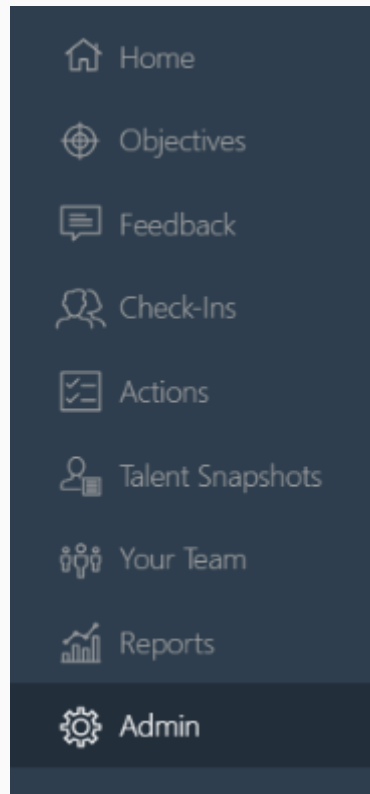 Home
Objectives
Feedback
Check-Ins
Actions
Talent Snapshots
Your Team
Reports
Admin